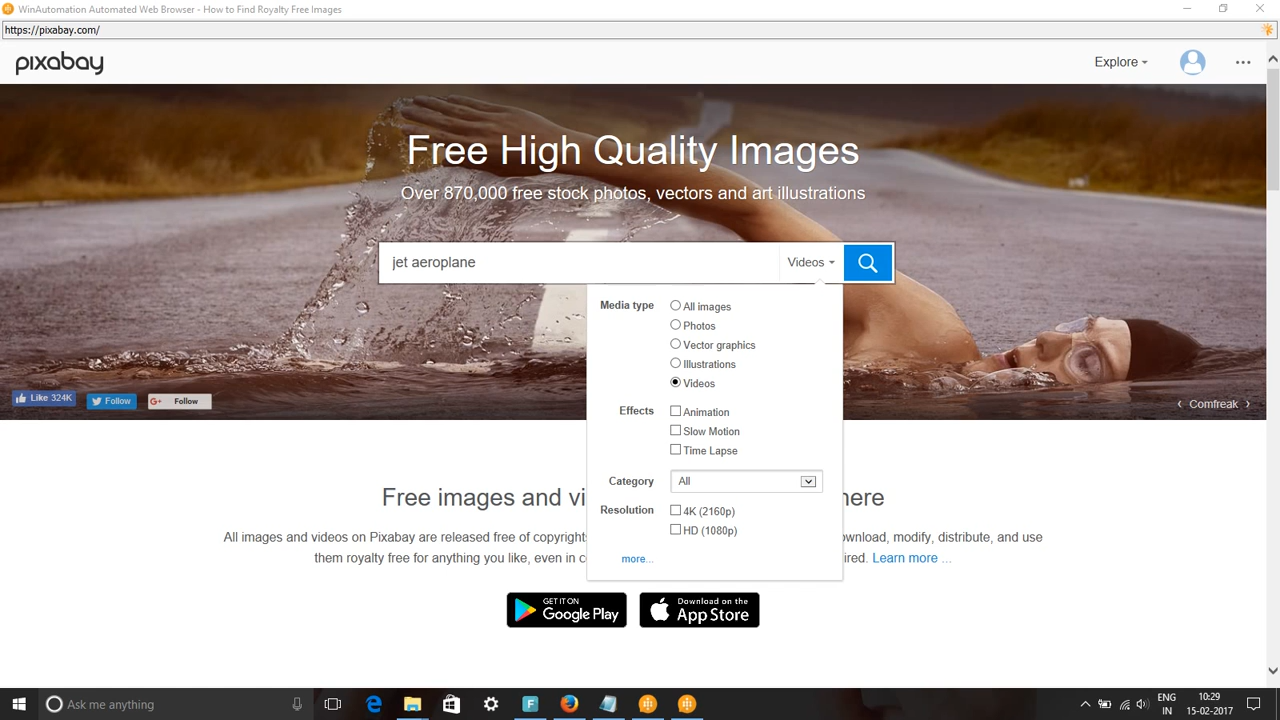 WinAutomation Automated Web Browser - How to Find Royalty Free Images
https://pixabay.com/
pixabay
Explore
Free High Quality Images
Over 870,000 free stock photos, vectors and art illustrations
jet aeroplane
Videos
Media type
All images
Photos
Vector graphics
Illustrations
Videos
Effects
Animation
Slow Motion
Time Lapse
Category
All
Resolution
4K (2160p)
HD (1080p)
more...
Like 324K
Follow
G+ Follow
‹ Comfreak ›
Free images and vi ere
All images and videos on Pixabay are released free of copyrights wnload, modify, distribute, and use
them royalty free for anything you like, even in c ired. Learn more ...
GET IT ON
Google Play
Download on the
App Store
Ask me anything
ENG
IN
10:29
15-02-2017